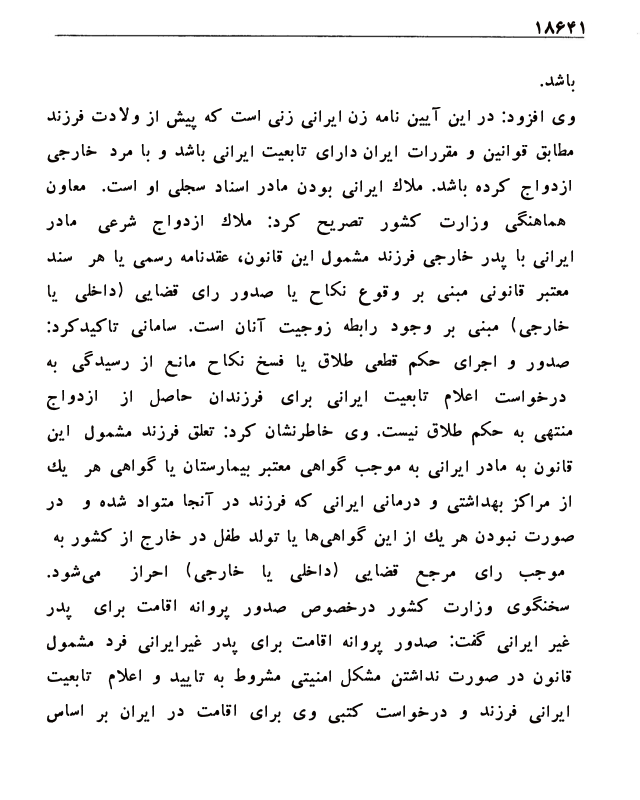 ۱۸۶۴۱
باشد.
وی افزود: در این آیین نامه زن ایرانی زنی است که پیش از ولادت فرزند
مطابق قوانین و مقررات ایران دارای تابعیت ایرانی باشد و با مرد خارجی
ازدواج کرده باشد. ملاك ایرانی بودن مادر اسناد سجلی او است. معاون
هماهنگی وزارت کشور تصریح کرد: ملاك ازدواج شرعی مادر
ایرانی با پدر خارجی فرزند مشمول این قانون، عقدنامه رسمی یا هر سند
معتبر قانونی مبنی بر وقوع نکاح یا صدور رای قضایی (داخلی یا
خارجی) مبنی بر وجود رابطه زوجیت آنان است. سامانی تاکیدکرد:
صدور و اجرای حکم قطعی طلاق یا فسخ نکاح مانع از رسیدگی به
درخواست اعلام تابعیت ایرانی برای فرزندان حاصل از ازدواج
منتهی به حکم طلاق نیست. وی خاطرنشان کرد: تعلق فرزند مشمول این
قانون به مادر ایرانی به موجب گواهی معتبر بیمارستان یا گواهی هر یك
از مراکز بهداشتی و درمانی ایرانی که فرزند در آنجا متواد شده و در
صورت نبودن هر یك از این گواهی‌ها یا تولد طفل در خارج از کشور به
موجب رای مرجع قضایی (داخلی یا خارجی) احراز می‌شود.
سخنگوی وزارت کشور درخصوص صدور پروانه اقامت برای پدر
غیر ایرانی گفت: صدور پروانه اقامت برای پدر غیرایرانی فرد مشمول
قانون در صورت نداشتن مشکل امنیتی مشروط به تایید و اعلام تابعیت
ایرانی فرزند و درخواست کتبی وی برای اقامت در ایران بر اساس